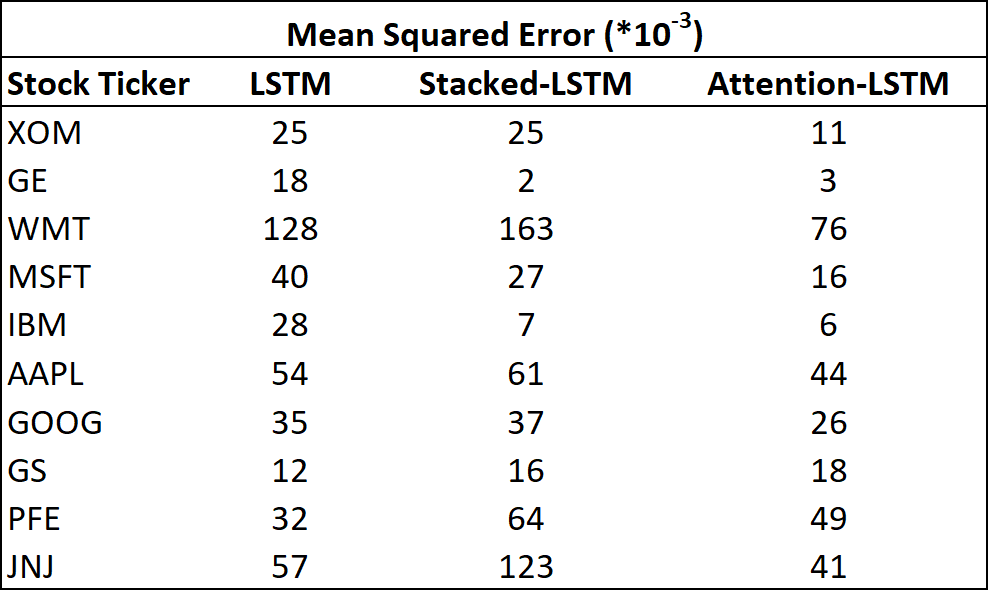 Mean Squared Error (*10⁻³)
Stock Ticker LSTM Stacked-LSTM Attention-LSTM
XOM 25 25 11
GE 18 2 3
WMT 128 163 76
MSFT 40 27 16
IBM 28 7 6
AAPL 54 61 44
GOOG 35 37 26
GS 12 16 18
PFE 32 64 49
JNJ 57 123 41